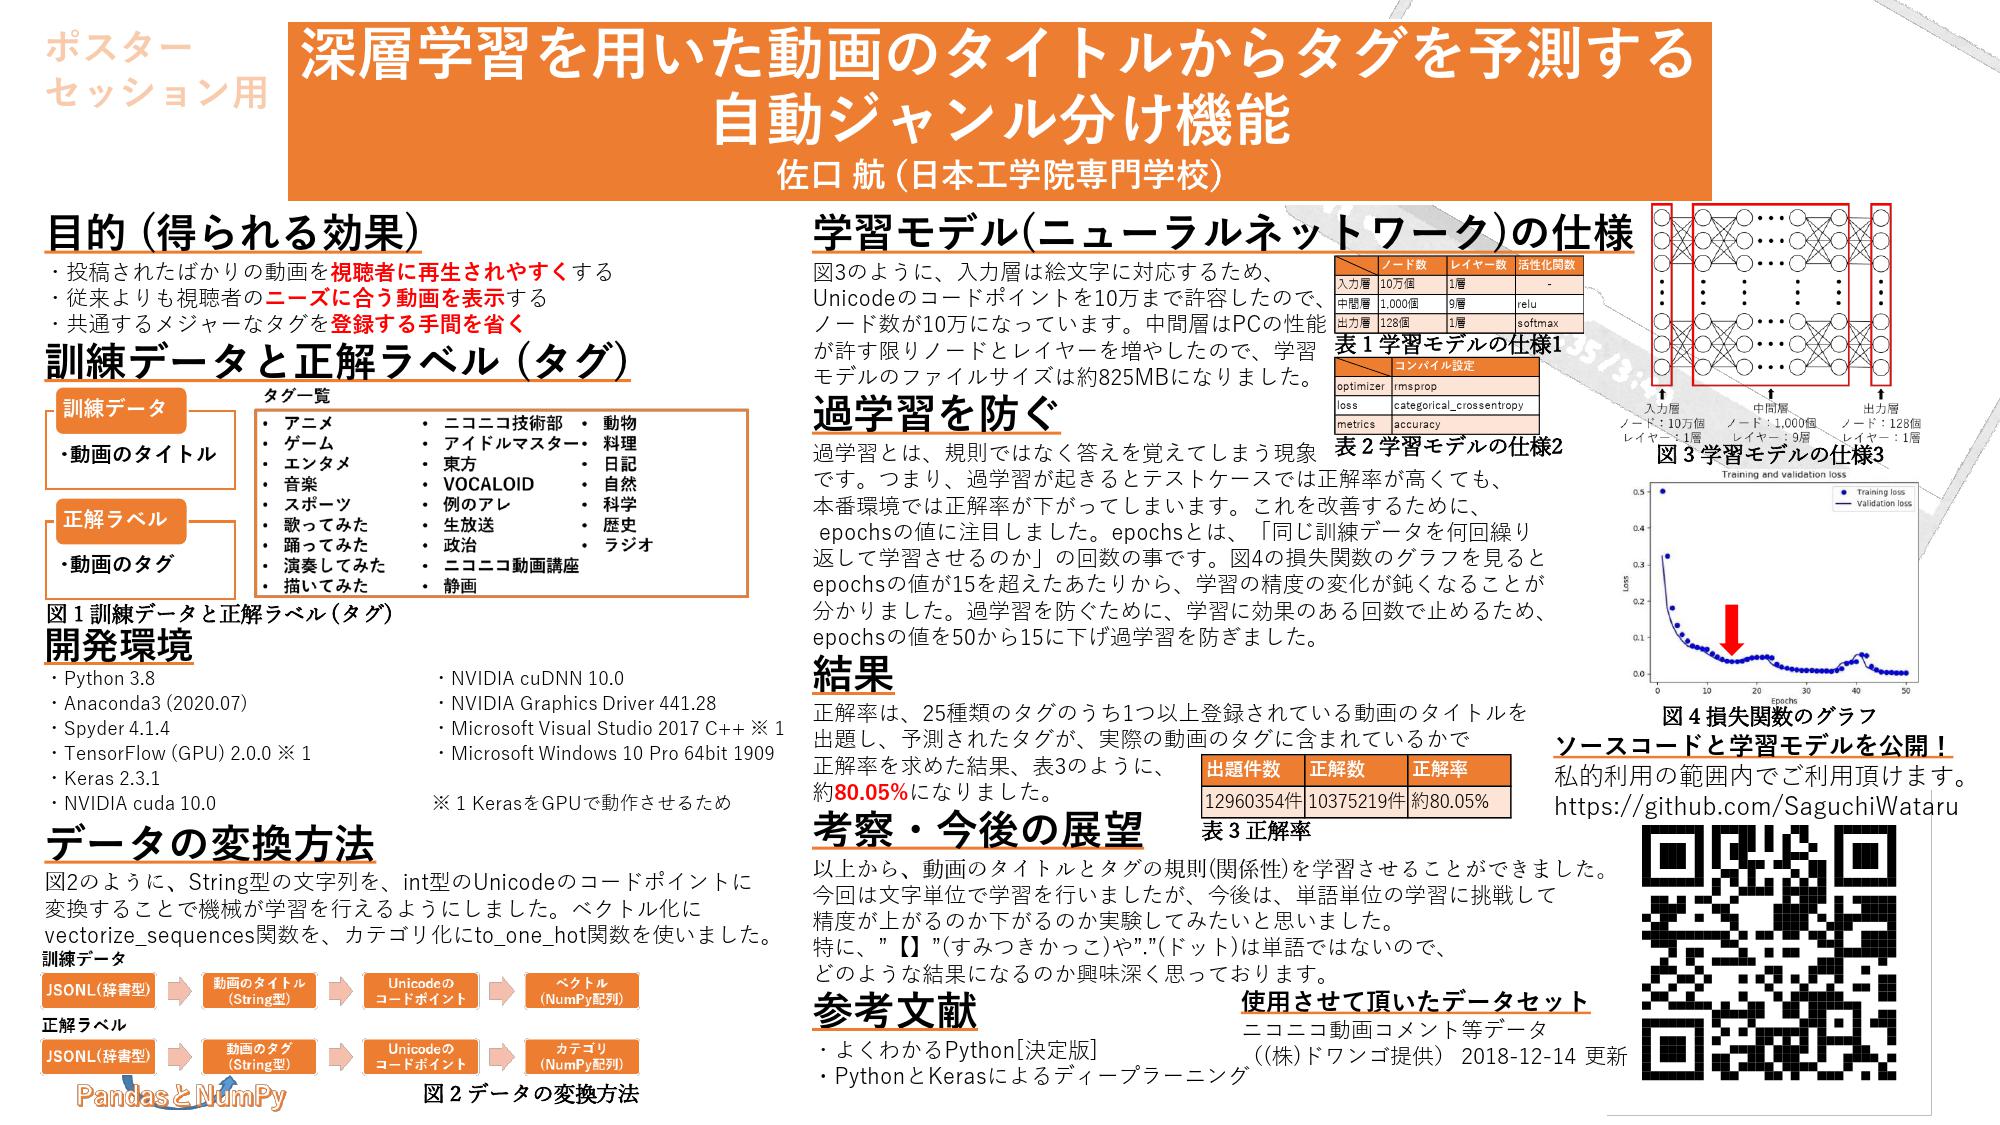 ポスター
セッション用
深層学習を用いた動画のタイトルからタグを予測する
自動ジャンル分け機能
佐口 航 (日本工学院専門学校)
目的 (得られる効果)
・投稿されたばかりの動画を視聴者に再生されやすくする
・従来よりも視聴者のニーズに合う動画を表示する
・共通するメジャーなタグを登録する手間を省く
訓練データと正解ラベル (タグ)
訓練データ
・動画のタイトル
正解ラベル
・動画のタグ
タグ一覧
• アニメ
• ゲーム
• エンタメ
• 音楽
• スポーツ
• 歌ってみた
• 踊ってみた
• 演奏してみた
• 描いてみた
• ニコニコ技術部
• アイドルマスター
• 東方
• VOCALOID
• 例のアレ
• 生放送
• 政治
• ニコニコ動画講座
• 静画
• 動物
• 料理
• 日記
• 自然
• 科学
• 歴史
• ラジオ
図 1 訓練データと正解ラベル (タグ)
開発環境
・Python 3.8
・Anaconda3 (2020.07)
・Spyder 4.1.4
・TensorFlow (GPU) 2.0.0 ※ 1
・Keras 2.3.1
・NVIDIA cuda 10.0
・NVIDIA cuDNN 10.0
・NVIDIA Graphics Driver 441.28
・Microsoft Visual Studio 2017 C++ ※ 1
・Microsoft Windows 10 Pro 64bit 1909
※ 1 KerasをGPUで動作させるため
データの変換方法
図2のように、String型の文字列を、int型のUnicodeのコードポイントに
変換することで機械が学習を行えるようにしました。ベクトル化に
vectorize_sequences関数を、カテゴリ化にto_one_hot関数を使いました。
訓練データ
JSONL(辞書型)
動画のタイトル
(String型)
Unicodeの
コードポイント
ベクトル
(NumPy配列)
正解ラベル
JSONL(辞書型)
動画のタグ
(String型)
Unicodeの
コードポイント
カテゴリ
(NumPy配列)
PandasとNumPy
図 2 データの変換方法
学習モデル(ニューラルネットワーク)の仕様
図3のように、入力層は絵文字に対応するため、
Unicodeのコードポイントを10万まで許容したので、
ノード数が10万になっています。中間層はPCの性能
が許す限りノードとレイヤーを増やしたので、学習
モデルのファイルサイズは約825MBになりました。
ノード数 レイヤー数 活性化関数
入力層 10万個 1層 -
中間層 1,000個 9層 relu
出力層 128個 1層 softmax
表 1 学習モデルの仕様1
コンパイル設定
optimizer rmsprop
loss categorical_crossentropy
metrics accuracy
表 2 学習モデルの仕様2
入力層
ノード：10万個
レイヤー：1層
中間層
ノード：1,000個
レイヤー：9層
出力層
ノード：128個
レイヤー：1層
図 3 学習モデルの仕様3
過学習を防ぐ
過学習とは、規則ではなく答えを覚えてしまう現象
です。つまり、過学習が起きるとテストケースでは正解率が高くても、
本番環境では正解率が下がってしまいます。これを改善するために、
epochsの値に注目しました。epochsとは、「同じ訓練データを何回繰り
返して学習させるのか」の回数の事です。図4の損失関数のグラフを見ると
epochsの値が15を超えたあたりから、学習の精度の変化が鈍くなることが
分かりました。過学習を防ぐために、学習に効果のある回数で止めるため、
epochsの値を50から15に下げ過学習を防ぎました。
Training and validation loss
Training loss
Validation loss
Loss
0.5
0.4
0.3
0.2
0.1
0.0
0 10 20 30 40 50
Epochs
図 4 損失関数のグラフ
結果
正解率は、25種類のタグのうち1つ以上登録されている動画のタイトルを
出題し、予測されたタグが、実際の動画のタグに含まれているかで
正解率を求めた結果、表3のように、
約80.05%になりました。
出題件数 正解数 正解率
12960354件 10375219件 約80.05%
表 3 正解率
ソースコードと学習モデルを公開！
私的利用の範囲内でご利用頂けます。
https://github.com/SaguchiWataru
考察・今後の展望
以上から、動画のタイトルとタグの規則(関係性)を学習させることができました。
今回は文字単位で学習を行いましたが、今後は、単語単位の学習に挑戦して
精度が上がるのか下がるのか実験してみたいと思いました。
特に、”【】”(すみつきかっこ)や”.”(ドット)は単語ではないので、
どのような結果になるのか興味深く思っております。
参考文献
・よくわかるPython[決定版]
・PythonとKerasによるディープラーニング
使用させて頂いたデータセット
ニコニコ動画コメント等データ
((株)ドワンゴ提供） 2018-12-14 更新